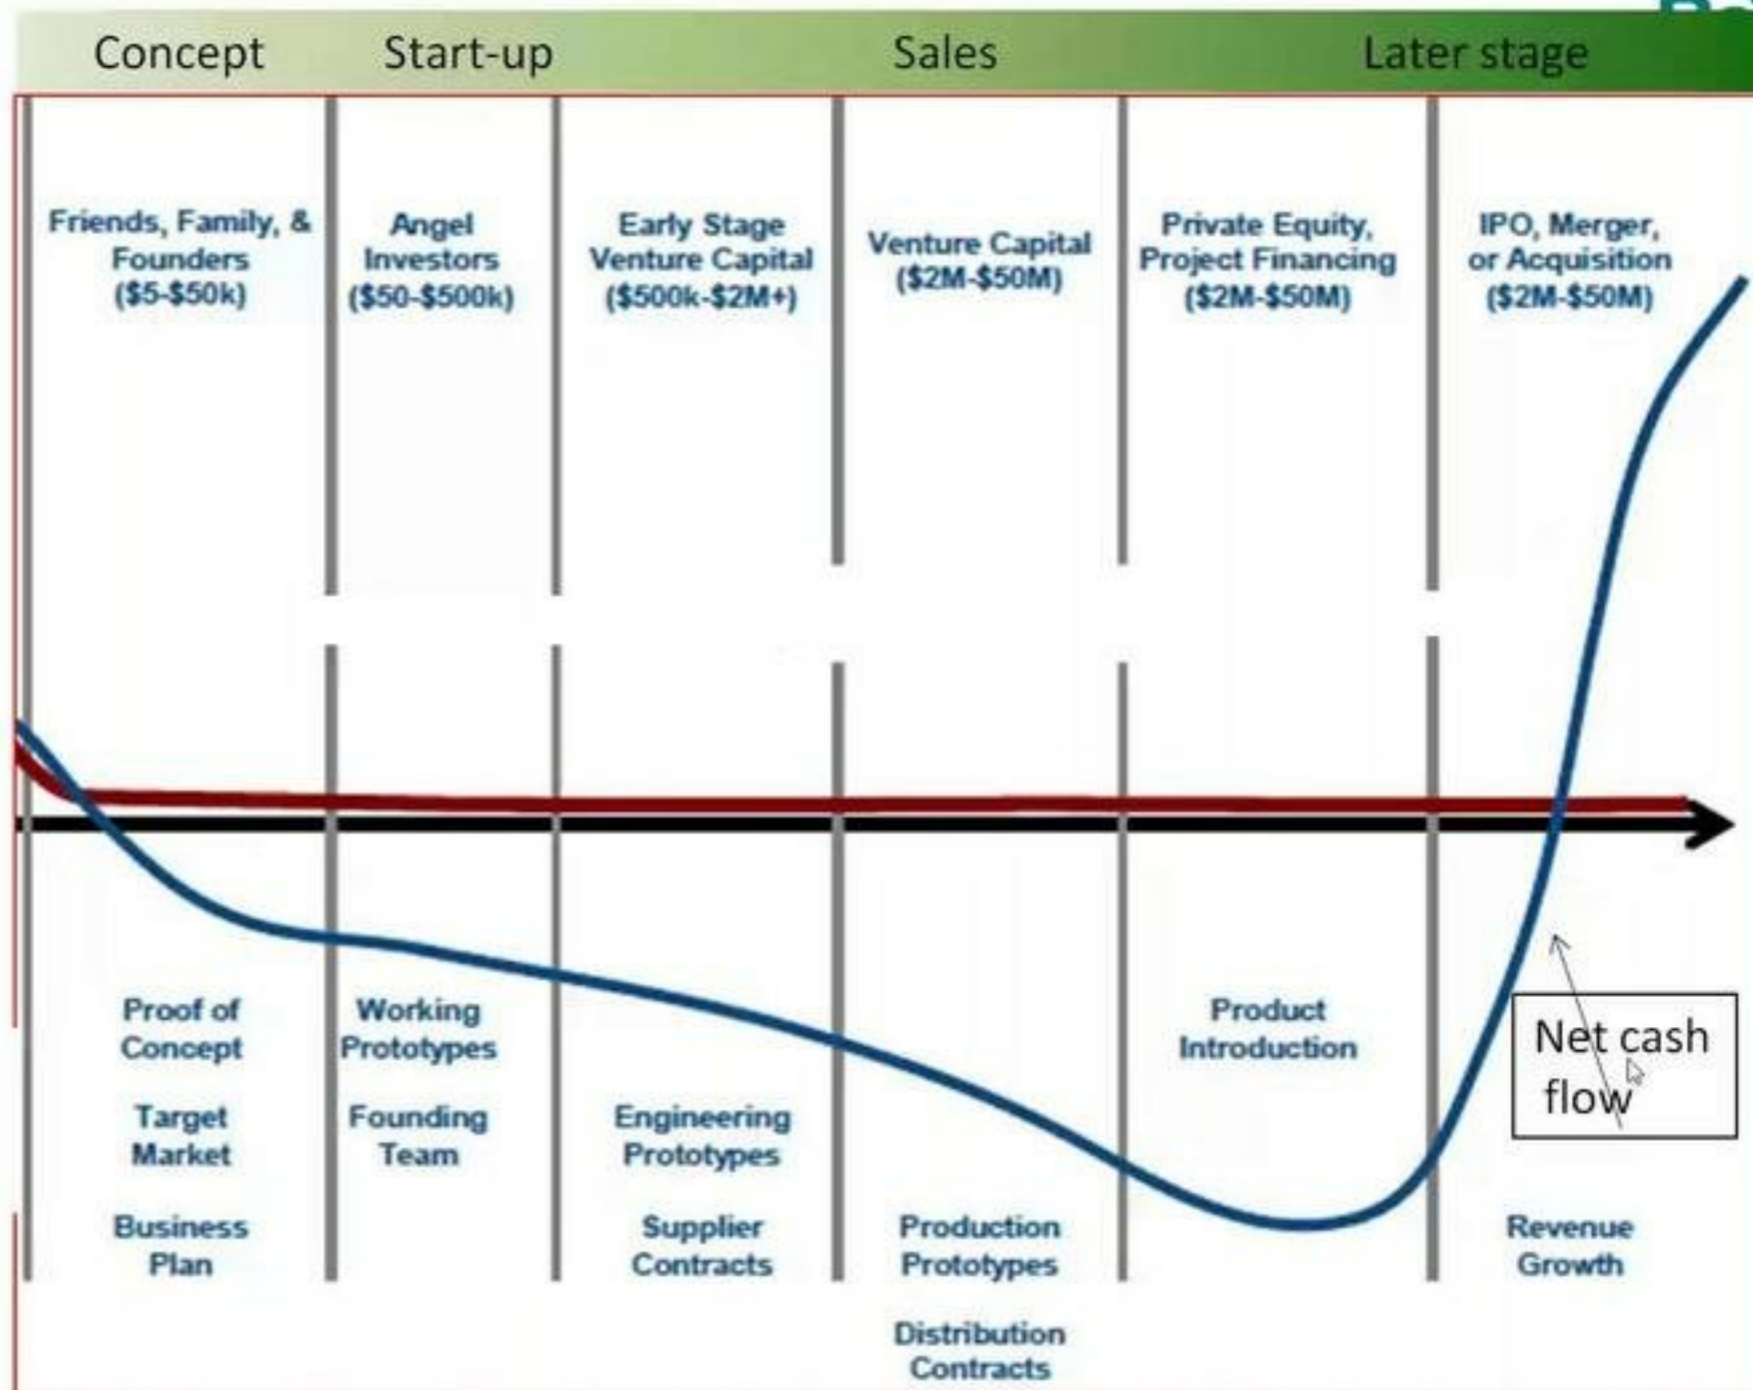 Concept Start-up Sales Later stage
Friends, Family, &
Founders
($5-$50k)
Angel
Investors
($50-$500k)
Early Stage
Venture Capital
($500k-$2M+)
Venture Capital
($2M-$50M)
Private Equity,
Project Financing
($2M-$50M)
IPO, Merger,
or Acquisition
($2M-$50M)
Proof of
Concept
Target
Market
Business
Plan
Working
Prototypes
Founding
Team
Engineering
Prototypes
Supplier
Contracts
Production
Prototypes
Distribution
Contracts
Product
Introduction
Net cash
flow
Revenue
Growth